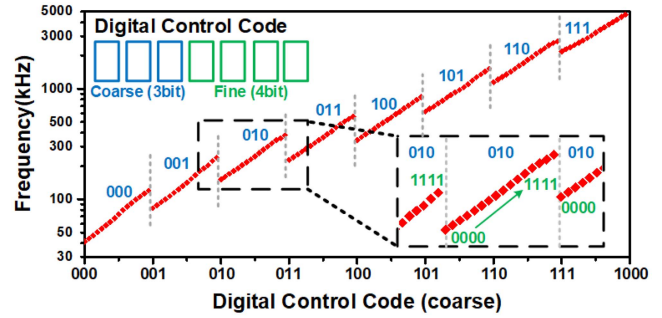 Digital Control Code
Coarse (3bit) Fine (4bit)
Frequency(kHz)
5000
3000
1000
500
300
100
50
30
000 001 010 011 100 101 110 111
010 010 010
1111 1111
0000 0000
000 001 010 011 100 101 110 111 1000
Digital Control Code (coarse)